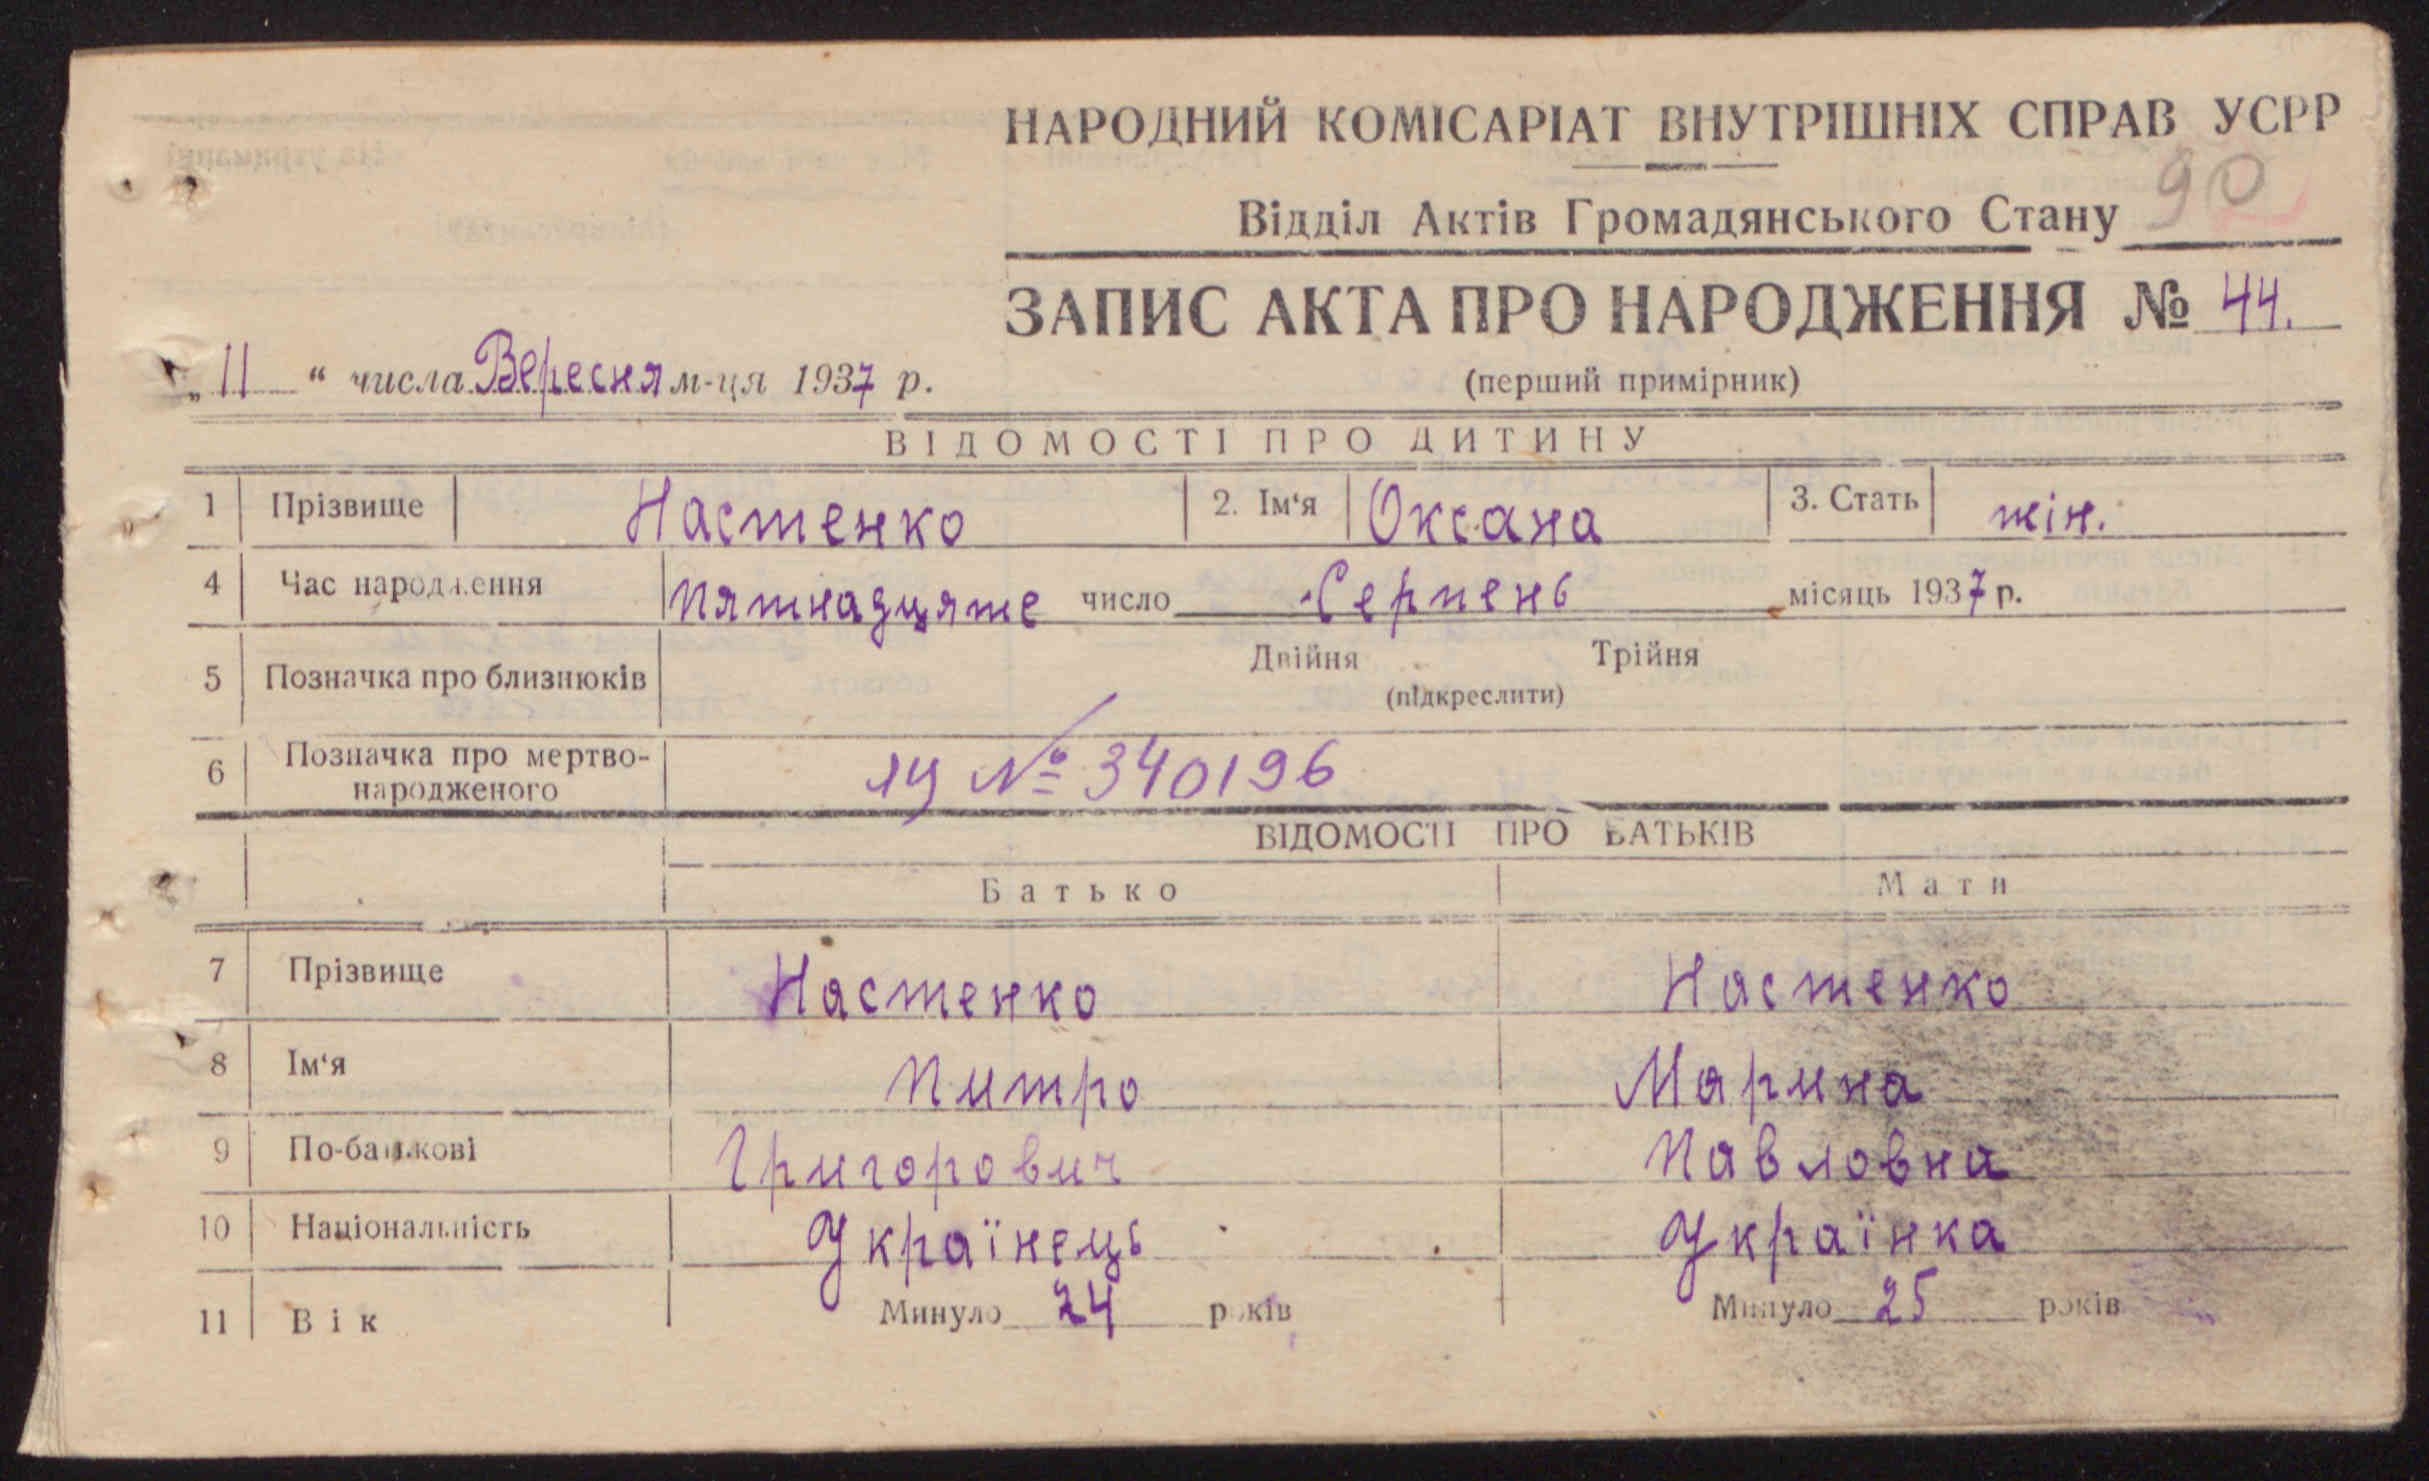 НАРОДНИЙ КОМІСАРІАТ ВНУТРІШНІХ СПРАВ УСРР
90
Відділ Актів Громадянського Стану
ЗАПИС АКТА ПРО НАРОДЖЕННЯ № 44.
„11“ числа Вересня м-ця 1937 р.
(перший примірник)
ВІДОМОСТІ ПРО ДИТИНУ
1 Прізвище Настенко 2. Ім‘я Оксана 3. Стать жін.
4 Час народження пятнадцяте число Серпень місяць 1937 р.
5 Позначка про близнюків Двійня Трійня
(підкреслити)
6 Позначка про мертво-
народженого
№ 340196
ВІДОМОСТІ ПРО БАТЬКІВ
Батько Мати
7 Прізвище Настенко Настенко
8 Ім‘я Питро Марина
9 По-батькові Григорович Павловна
10 Національність Українець Українка
11 Вік Минуло 24 років Минуло 25 років